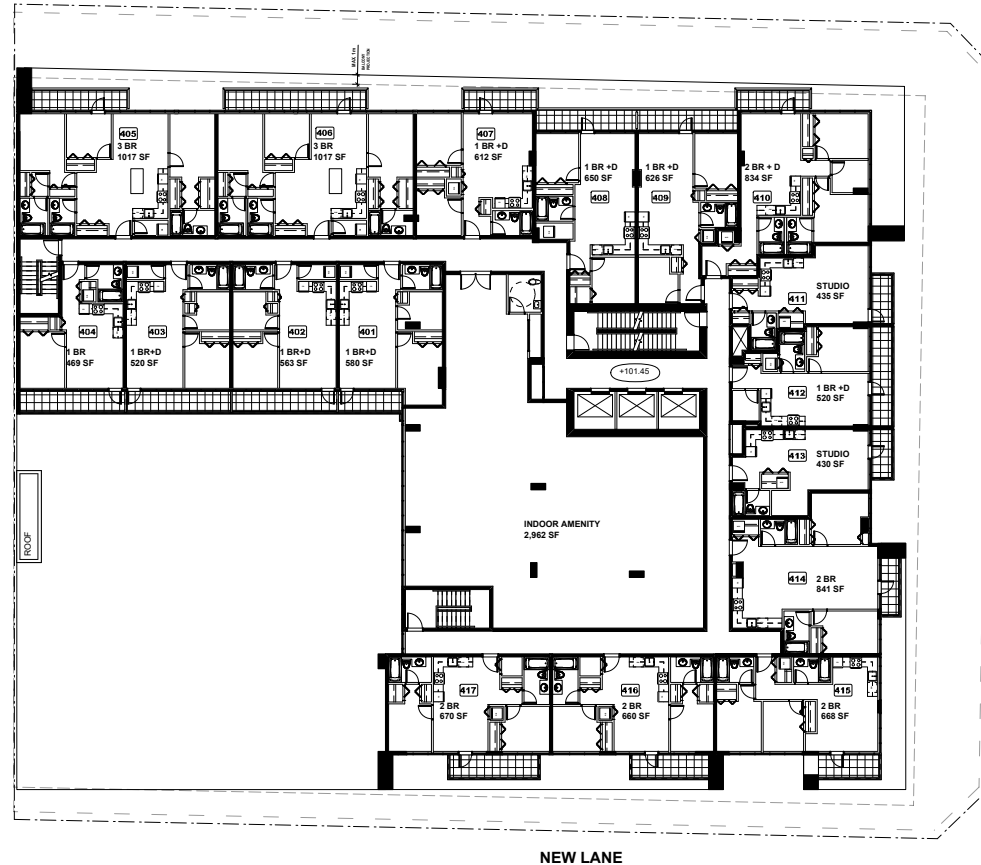 MAX. 1m
BALCONY
PROJECTION
405
3 BR
1017 SF
406
3 BR
1017 SF
407
1 BR +D
612 SF
1 BR +D
650 SF
408
1 BR +D
626 SF
409
2 BR + D
834 SF
410
STUDIO
435 SF
411
404
1 BR
469 SF
403
1 BR+D
520 SF
402
1 BR+D
563 SF
401
1 BR+D
580 SF
+101.45
412
1 BR +D
520 SF
413
STUDIO
430 SF
ROOF
INDOOR AMENITY
2,962 SF
414
2 BR
841 SF
417
2 BR
670 SF
416
2 BR
660 SF
415
2 BR
668 SF
NEW LANE